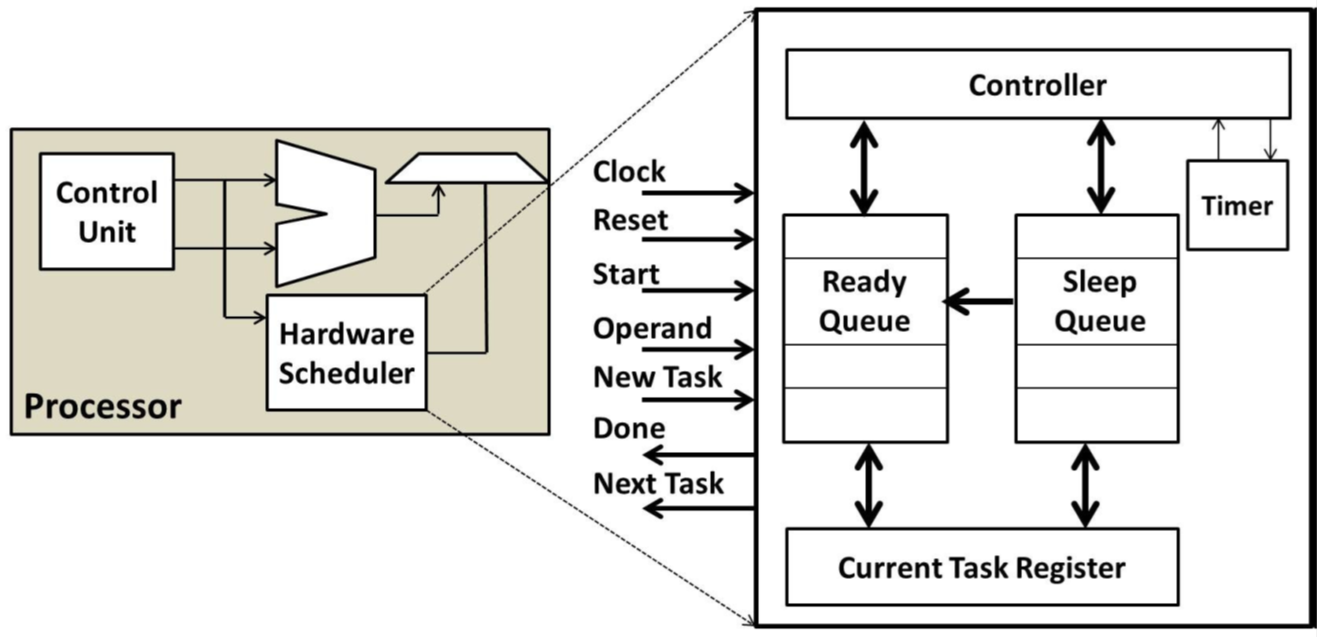 Control
Unit
Hardware
Scheduler
Processor
Clock
Reset
Start
Operand
New Task
Done
Next Task
Controller
Timer
Ready
Queue
Sleep
Queue
Current Task Register